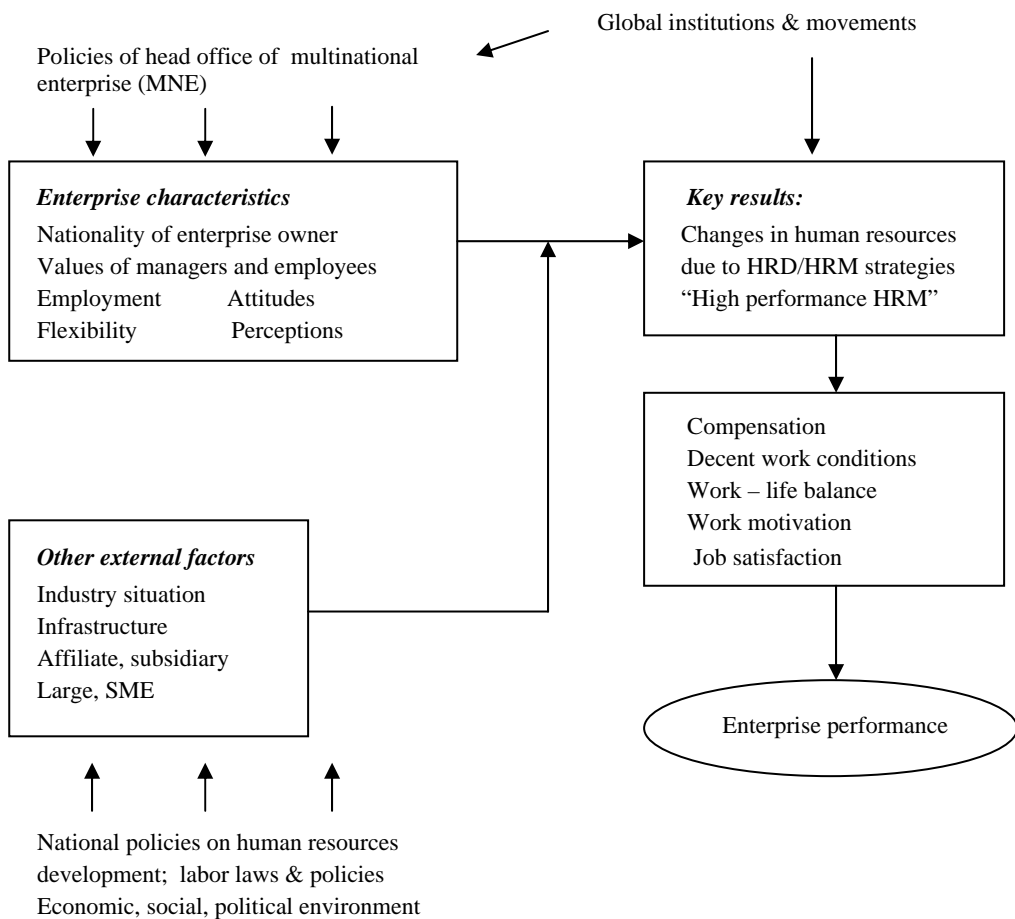 Global institutions & movements
Policies of head office of multinational
enterprise (MNE)
Enterprise characteristics
Nationality of enterprise owner
Values of managers and employees
Employment Attitudes
Flexibility Perceptions
Key results:
Changes in human resources
due to HRD/HRM strategies
“High performance HRM”
Compensation
Decent work conditions
Work – life balance
Work motivation
Job satisfaction
Other external factors
Industry situation
Infrastructure
Affiliate, subsidiary
Large, SME
Enterprise performance
National policies on human resources
development; labor laws & policies
Economic, social, political environment